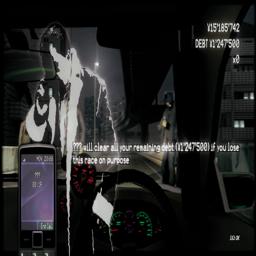 ¥15'185'742
DEBT ¥1'247'500
x0
??? will clear all your remaining debt (¥1'247'500) if you lose
this race on purpose
???